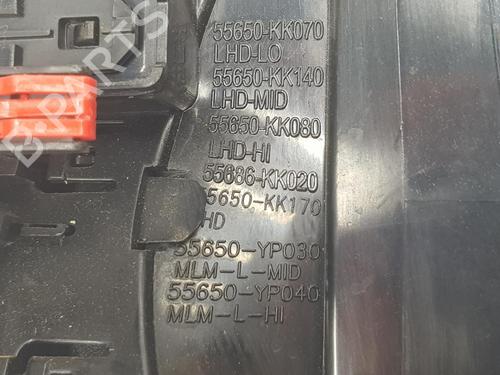 55650-KK070
LHD-LO
55650-KK140
LHD-MID
55650-KK080
LHD-HI
55686-KK020
5650-KK170
HD
55650-YP030
MLM-L-MID
55650-YP040
MLM-L-HI
B-PARTS